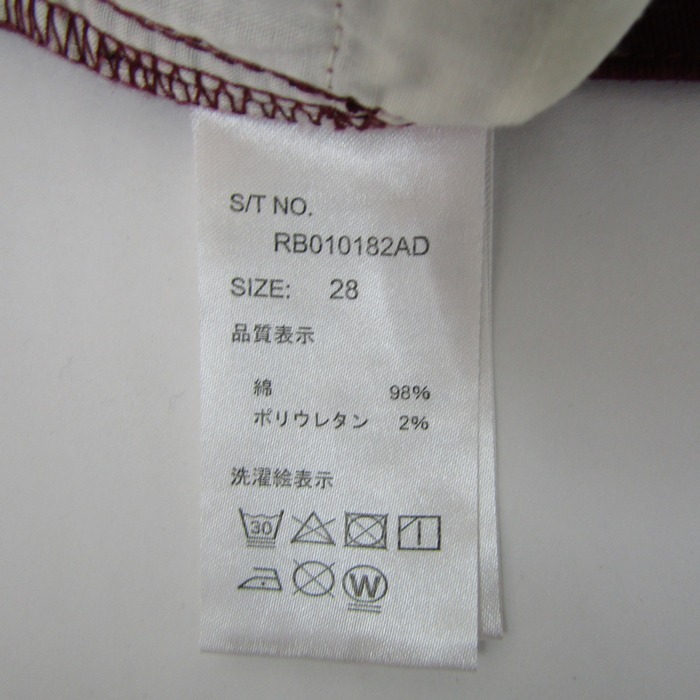 S/T NO.
RB010182AD
SIZE: 28
品質表示
綿 98%
ポリウレタン 2%
洗濯絵表示
30
W